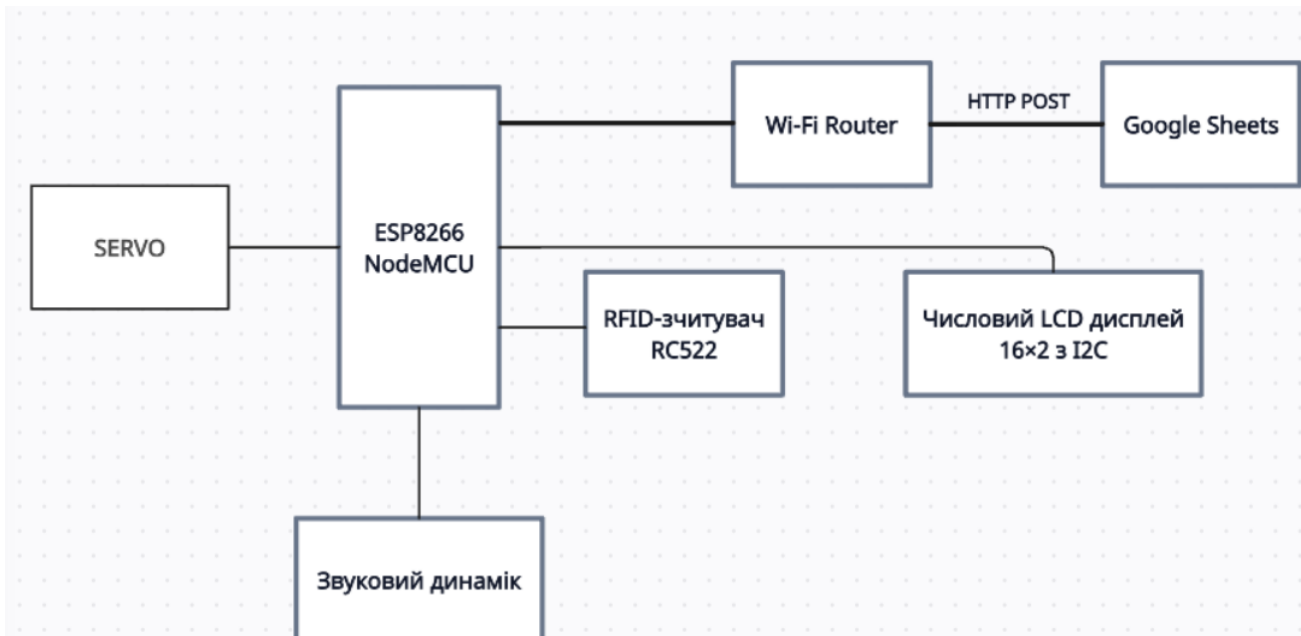 HTTP POST
Wi-Fi Router
Google Sheets
ESP8266
NodeMCU
SERVO
RFID-зчитувач
RC522
Числовий LCD дисплей
16×2 з I2C
Звуковий динамік